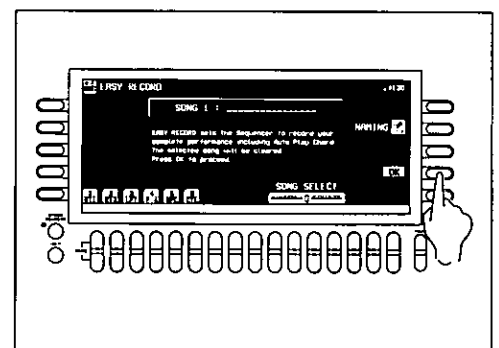 EASY RECORD
SONG 1 :
NAMING
EASY RECORD sets the Sequencer to record your
complete performance including Auto Play Chord
The selected song will be cleared
Press OK to proceed
OK
SONG SELECT